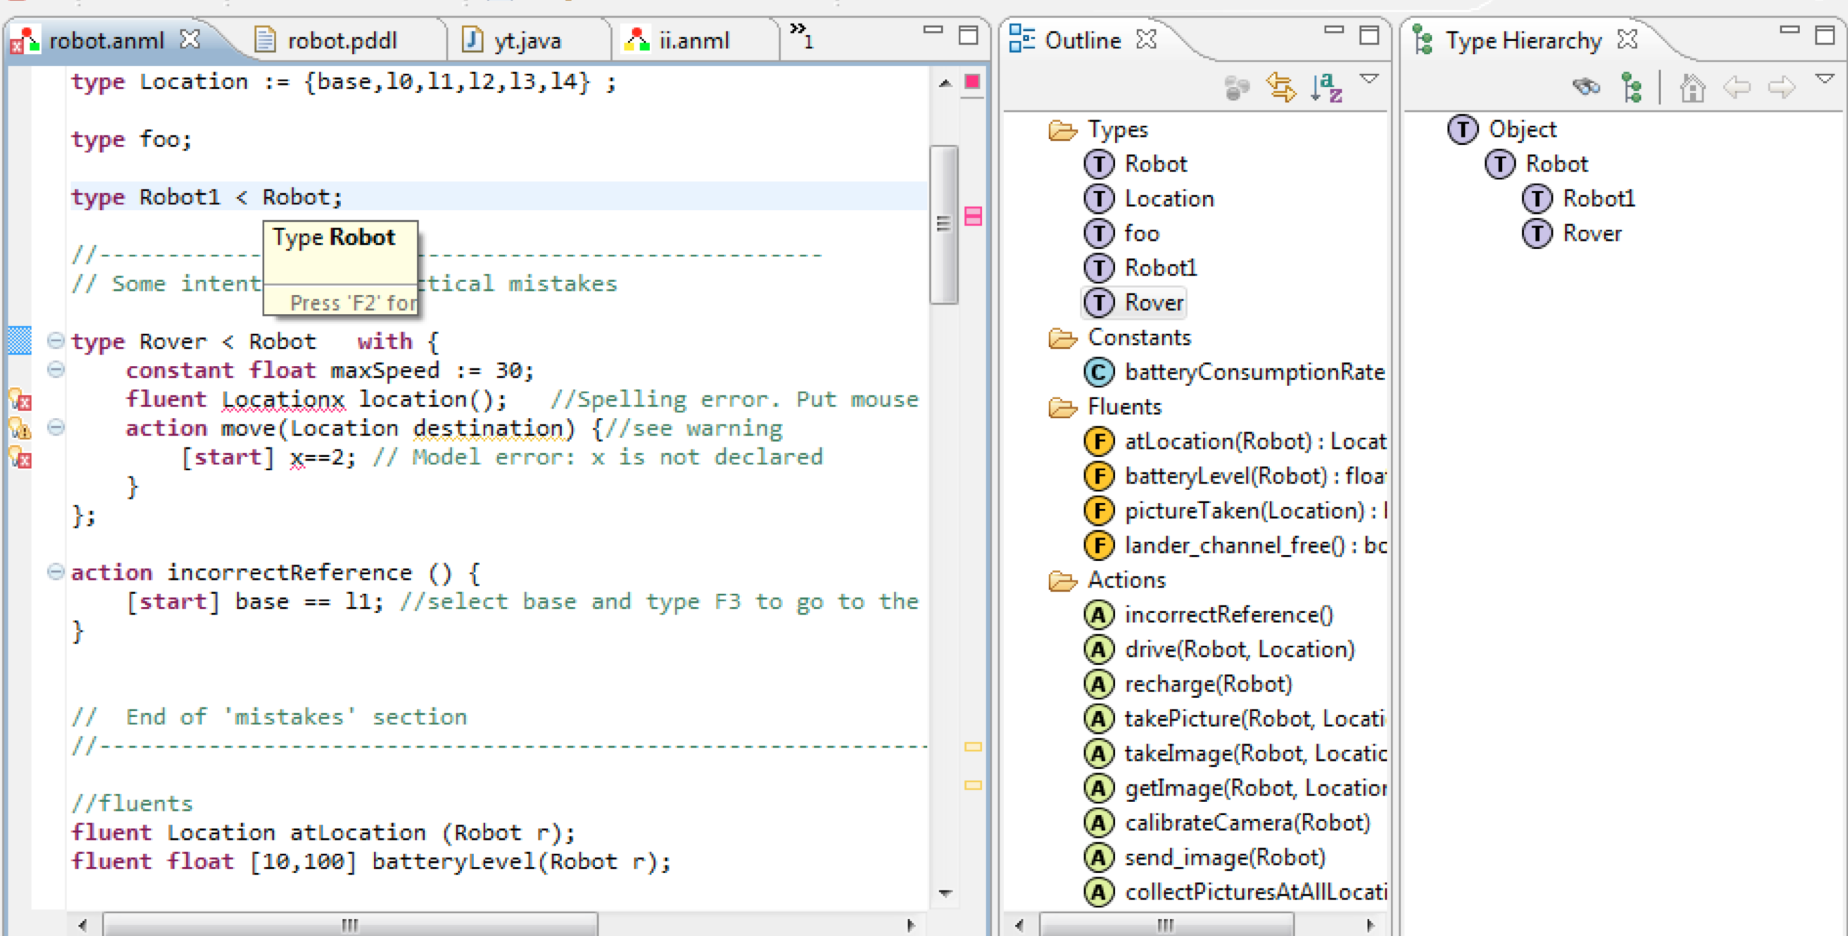 robot.anml
robot.pddl
yt.java
ii.anml
»1
type Location := {base,l0,l1,l2,l3,l4} ;
type foo;
type Robot1 < Robot;
Type Robot
Press 'F2' for
//-----------------------------------------------------
// Some intent tical mistakes
type Rover < Robot   with {
constant float maxSpeed := 30;
fluent Locationx location();   //Spelling error. Put mouse
action move(Location destination) {//see warning
[start] x==2; // Model error: x is not declared
}
};
action incorrectReference () {
[start] base == l1; //select base and type F3 to go to the
}
//  End of 'mistakes' section
//-------------------------------------------------------------
//fluents
fluent Location atLocation (Robot r);
fluent float [10,100] batteryLevel(Robot r);
Outline
Types
T Robot
T Location
T foo
T Robot1
T Rover
Constants
C batteryConsumptionRate
Fluents
F atLocation(Robot) : Locat
F batteryLevel(Robot) : float
F pictureTaken(Location) :
F lander_channel_free() : bo
Actions
A incorrectReference()
A drive(Robot, Location)
A recharge(Robot)
A takePicture(Robot, Locati
A takeImage(Robot, Locatio
A getImage(Robot, Location
A calibrateCamera(Robot)
A send_image(Robot)
A collectPicturesAtAllLocati
Type Hierarchy
T Object
T Robot
T Robot1
T Rover